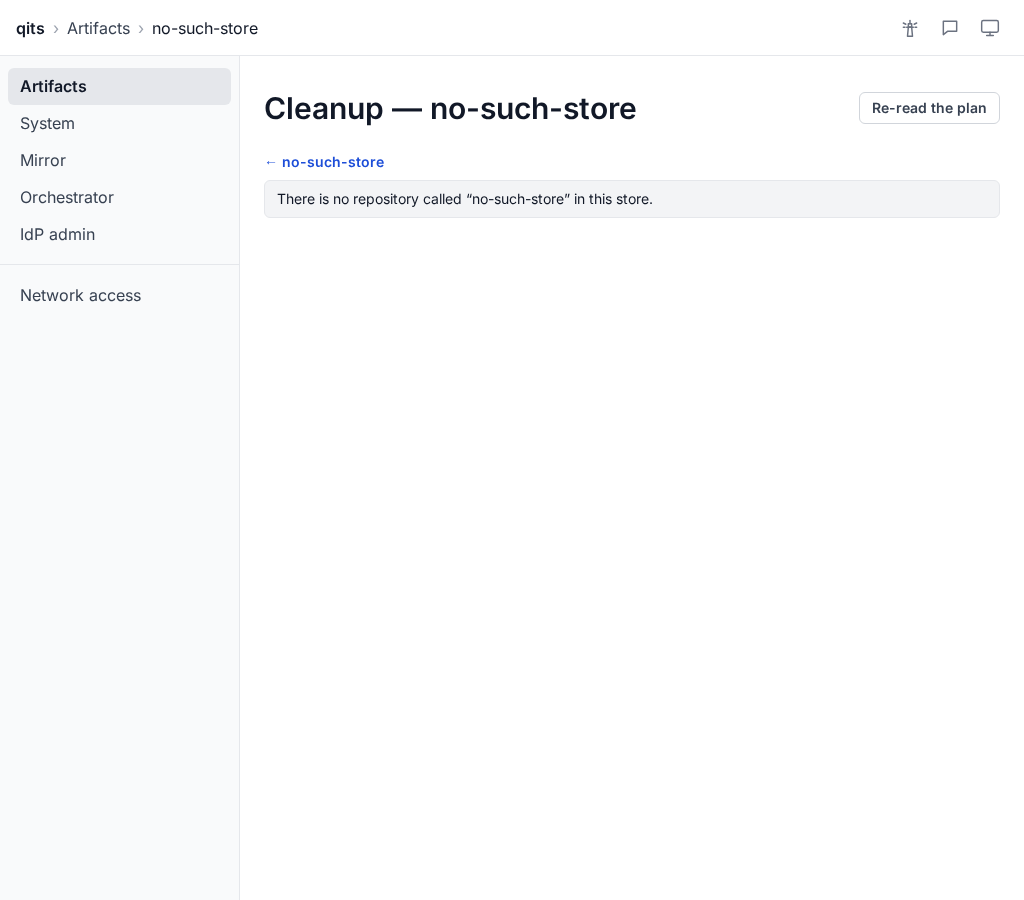 qits › Artifacts › no-such-store
Artifacts
System
Mirror
Orchestrator
IdP admin
Network access
Cleanup — no-such-store
Re-read the plan
← no-such-store
There is no repository called “no-such-store” in this store.